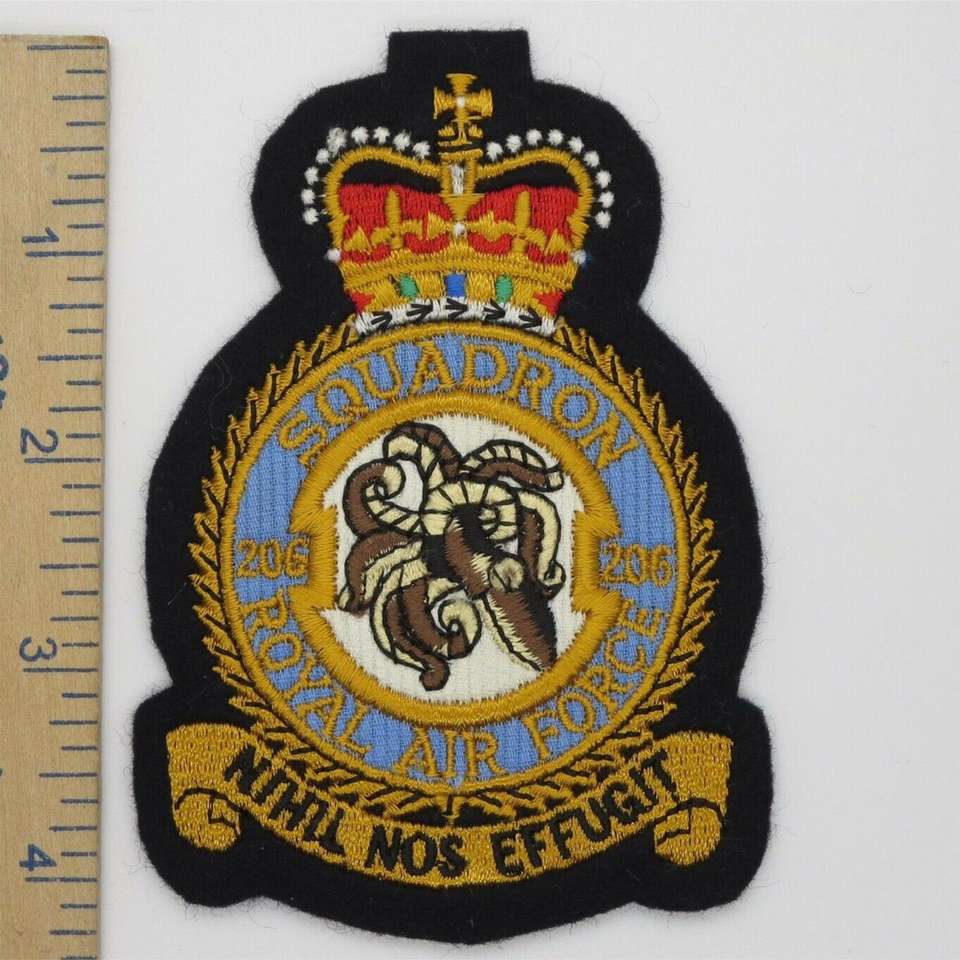 SQUADRON
206 206
ROYAL AIR FORCE
NIHIL NOS EFFUGIT
1
2
3
4